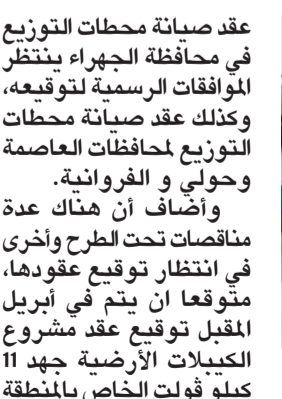 عقد صيانة محطات التوزيع
في محافظة الجهراء ينتظر
الموافقات الرسمية لتوقيعه،
وكذلك عقد صيانة محطات
التوزيع لمحافظات العاصمة
وحولي و الفروانية.
وأضاف أن هناك عدة
مناقصات تحت الطرح وأخرى
في انتظار توقيع عقودها،
متوقعا ان يتم في أبريل
المقبل توقيع عقد مشروع
الكيبلات الأرضية جهد 11
كيلو ڤولت الخاص بالمنطقة